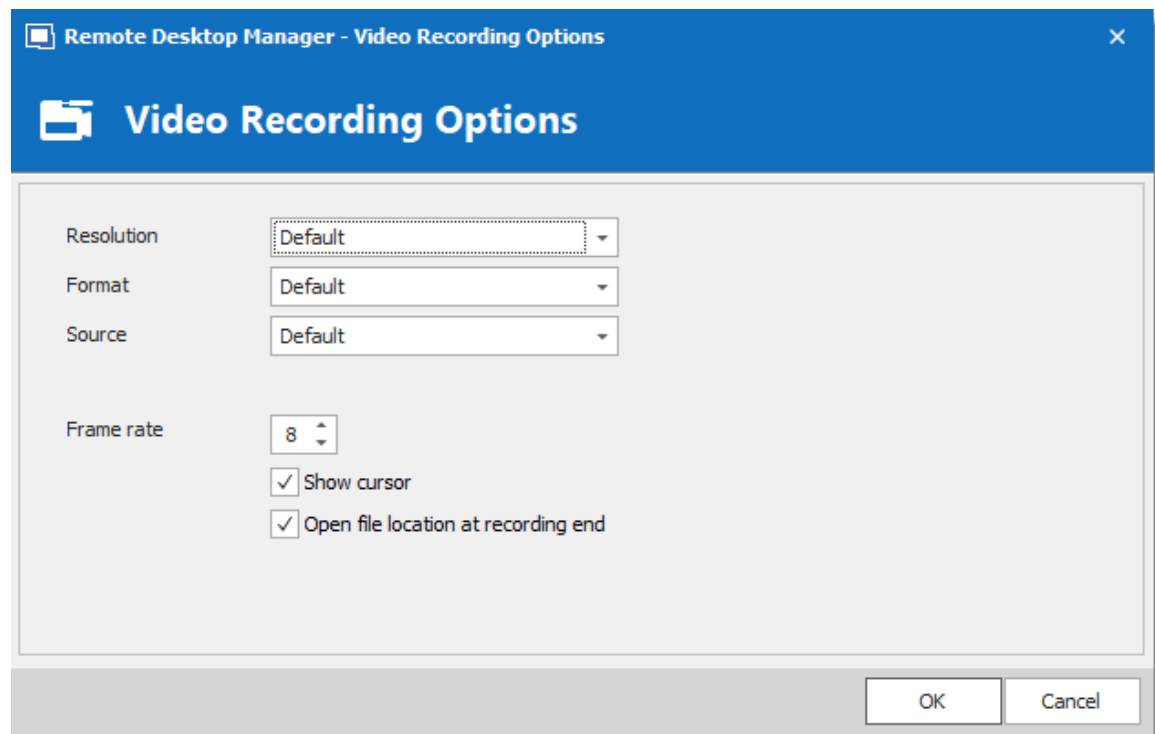 Remote Desktop Manager - Video Recording Options
Video Recording Options
Resolution Default
Format Default
Source Default
Frame rate 8
Show cursor
Open file location at recording end
OK Cancel